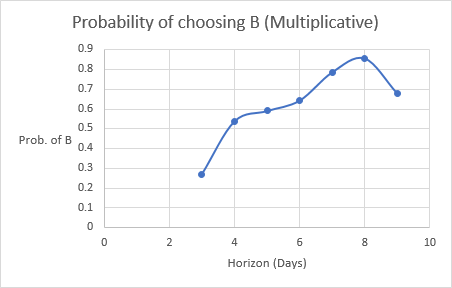 Probability of choosing B (Multiplicative)
0.9
0.8
0.7
0.6
0.5
0.4
0.3
0.2
0.1
0
Prob. of B
0 2 4 6 8 10
Horizon (Days)